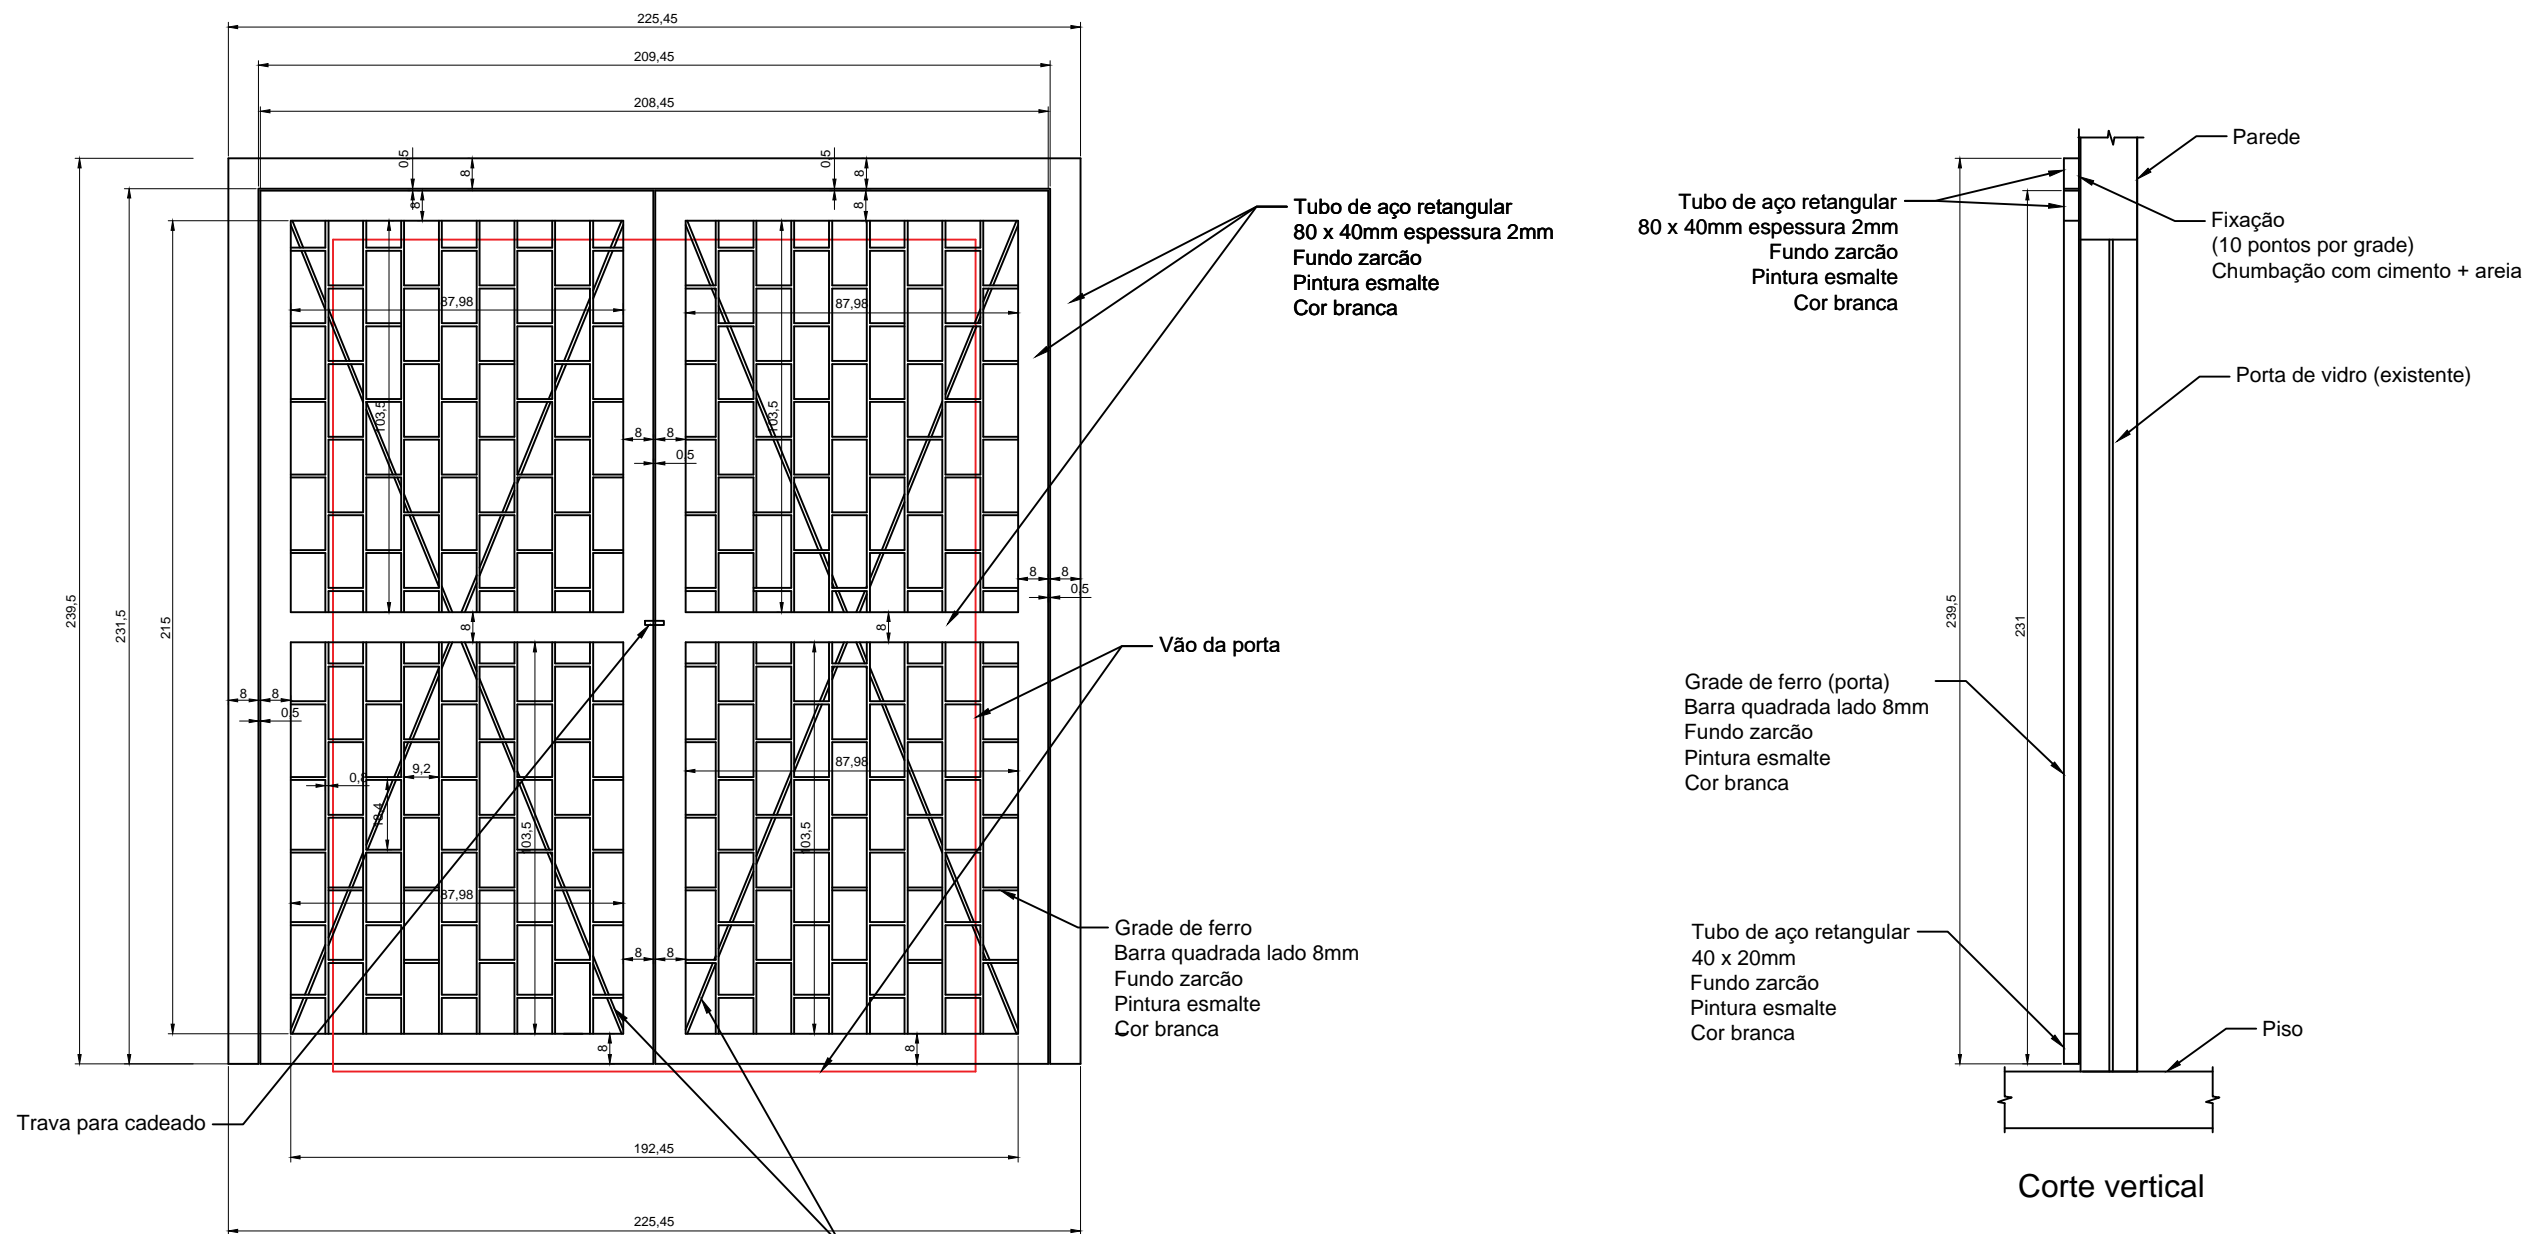 225,45
209,45
208,45
0,5
8
0,5
8
8
8
87,98
87,98
103,5
103,5
8
8
0,5
8
8
0,5
239,5
231,5
215
8
8
8
8
0,5
0,8
9,2
18,4
87,98
87,98
103,5
103,5
8
8
8
8
192,45
225,45
Tubo de aço retangular
80 x 40mm espessura 2mm
Fundo zarcão
Pintura esmalte
Cor branca
Vão da porta
Grade de ferro
Barra quadrada lado 8mm
Fundo zarcão
Pintura esmalte
Cor branca
Trava para cadeado
Tubo de aço retangular
80 x 40mm espessura 2mm
Fundo zarcão
Pintura esmalte
Cor branca
Parede
Fixação
(10 pontos por grade)
Chumbação com cimento + areia
Porta de vidro (existente)
239,5
231
Grade de ferro (porta)
Barra quadrada lado 8mm
Fundo zarcão
Pintura esmalte
Cor branca
Tubo de aço retangular
40 x 20mm
Fundo zarcão
Pintura esmalte
Cor branca
Piso
Corte vertical